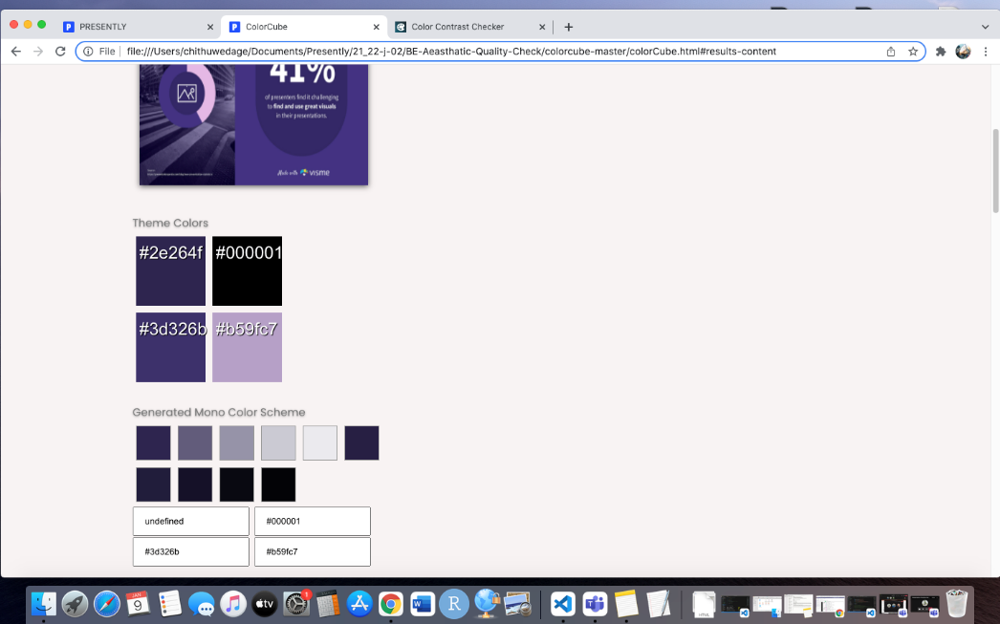 PRESENTLY
ColorCube
Color Contrast Checker
File
file:///Users/chithuwedage/Documents/Presently/21_22-j-02/BE-Aeasthatic-Quality-Check/colorcube-master/colorCube.html#results-content
41%
of presenters find it challenging
to find and use great visuals
in their presentations.
Made with visme
Theme Colors
#2e264f
#000001
#3d326b
#b59fc7
Generated Mono Color Scheme
undefined
#000001
#3d326b
#b59fc7
JAN
9
tv
1
W
R